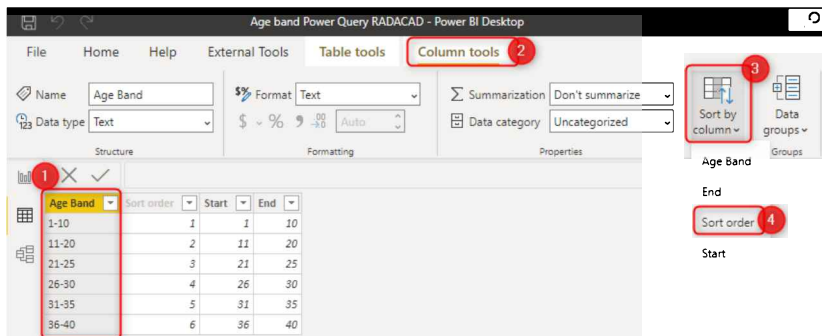 Age band Power Query RADACAD - Power BI Desktop
File Home Help External Tools Table tools Column tools 2
Name Age Band $% Format Text Σ Summarization Don't summarize
123 Data type Text $ % 9 .00 →.0 Auto Data category Uncategorized
Structure Formatting Properties
3
Sort by column
Data groups
Groups
Age Band
End
Sort order 4
Start
1
Age Band Sort order Start End
1-10 1 1 10
11-20 2 11 20
21-25 3 21 25
26-30 4 26 30
31-35 5 31 35
36-40 6 36 40